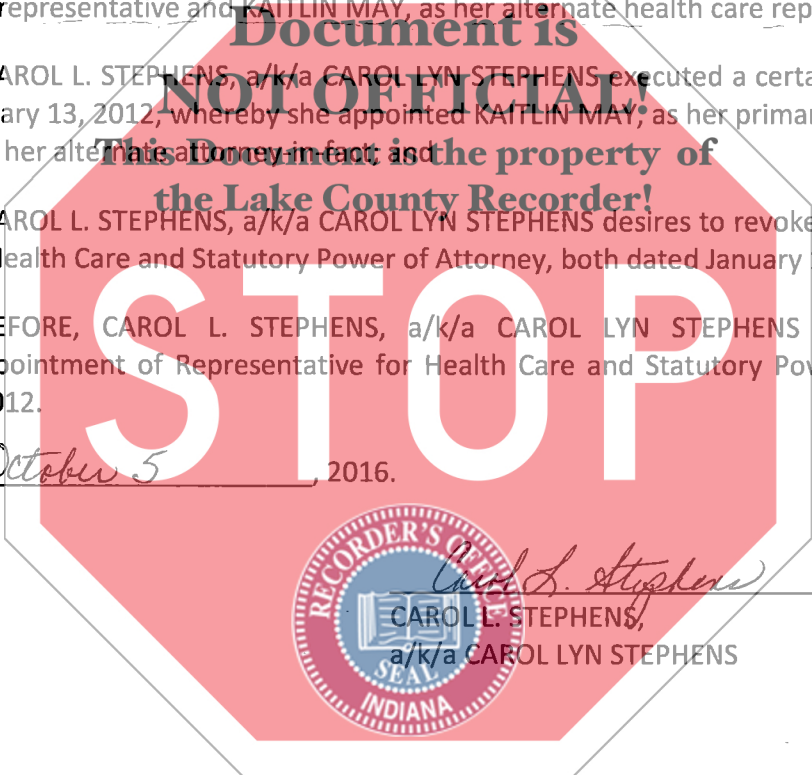 representative and KAITLIN MAY, as her alternate health care rep
Document is
AROL L. STEPHENS, a/k/a CAROL LYN STEPHENS executed a certa
NOT OFFICIAL!
ary 13, 2012, whereby she appointed KAITLIN MAY, as her primar
her alternate attorney-in-fact; and
This Document is the property of
the Lake County Recorder!
AROL L. STEPHENS, a/k/a CAROL LYN STEPHENS desires to revoke
ealth Care and Statutory Power of Attorney, both dated January
STOP
EFORE, CAROL L. STEPHENS, a/k/a CAROL LYN STEPHENS
pointment of Representative for Health Care and Statutory Pow
12.
October 5, 2016.
Carol L. Stephens
CAROL L. STEPHENS,
a/k/a CAROL LYN STEPHENS
RECORDER'S OFFICE
SEAL
INDIANA